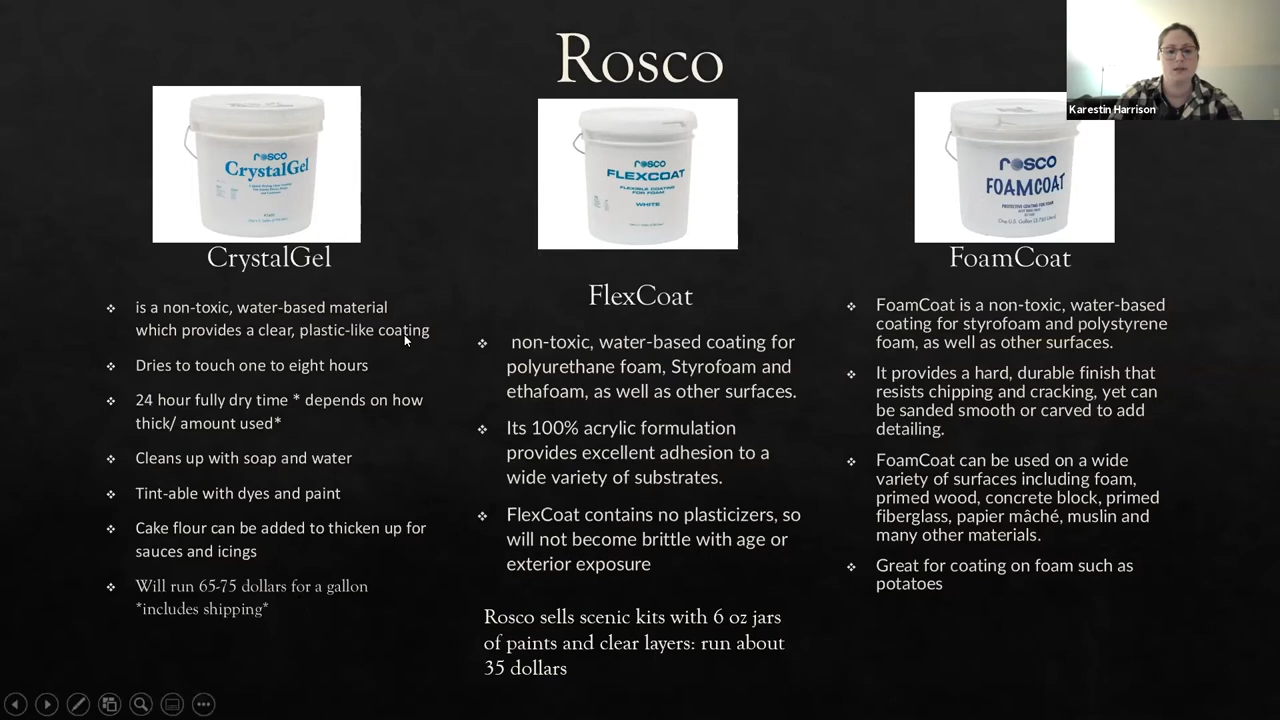 Rosco
Karestin Harrison
rosco
CrystalGel
rosco
FLEXCOAT
FLEXIBLE COATING
FOR FOAM
WHITE
rosco
FOAMCOAT
PROTECTIVE COATING FOR FOAM
One U.S. Gallon
CrystalGel
❖ is a non-toxic, water-based material
which provides a clear, plastic-like coating
❖ Dries to touch one to eight hours
❖ 24 hour fully dry time * depends on how
thick/ amount used*
❖ Cleans up with soap and water
❖ Tint-able with dyes and paint
❖ Cake flour can be added to thicken up for
sauces and icings
❖ Will run 65-75 dollars for a gallon
*includes shipping*
FlexCoat
❖ non-toxic, water-based coating for
polyurethane foam, Styrofoam and
ethafoam, as well as other surfaces.
❖ Its 100% acrylic formulation
provides excellent adhesion to a
wide variety of substrates.
❖ FlexCoat contains no plasticizers, so
will not become brittle with age or
exterior exposure
Rosco sells scenic kits with 6 oz jars
of paints and clear layers: run about
35 dollars
FoamCoat
❖ FoamCoat is a non-toxic, water-based
coating for styrofoam and polystyrene
foam, as well as other surfaces.
❖ It provides a hard, durable finish that
resists chipping and cracking, yet can
be sanded smooth or carved to add
detailing.
❖ FoamCoat can be used on a wide
variety of surfaces including foam,
primed wood, concrete block, primed
fiberglass, papier mâché, muslin and
many other materials.
❖ Great for coating on foam such as
potatoes